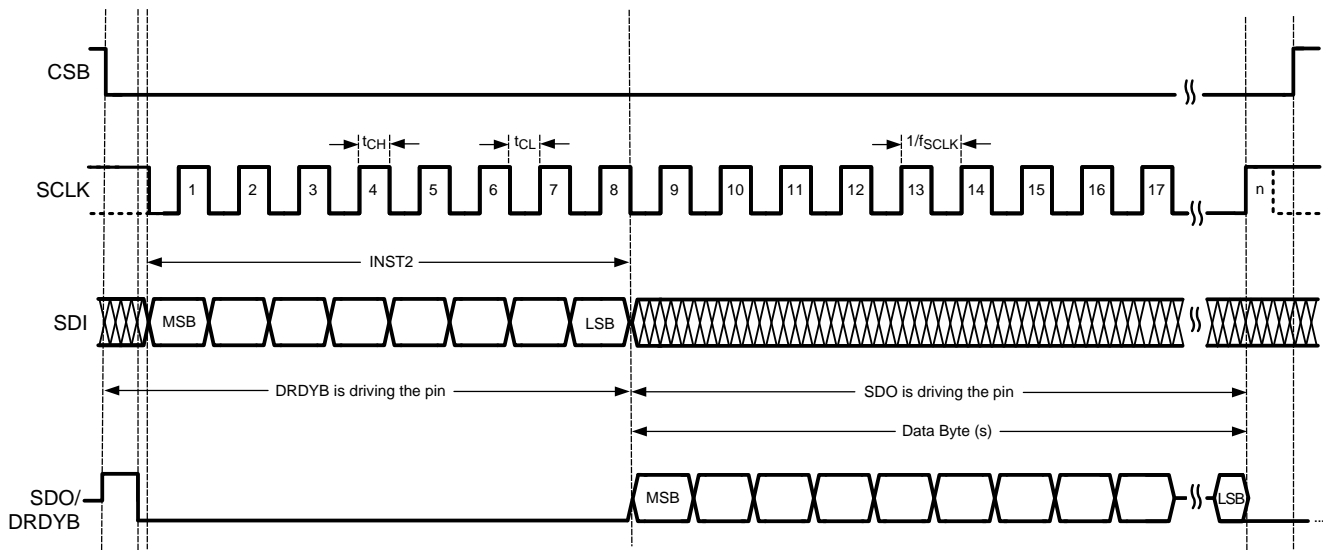 CSB
tCH
tCL
1/fSCLK
SCLK
1 2 3 4 5 6 7 8 9 10 11 12 13 14 15 16 17 n
INST2
SDI
MSB
LSB
DRDYB is driving the pin
SDO is driving the pin
Data Byte (s)
SDO/
DRDYB
MSB
LSB